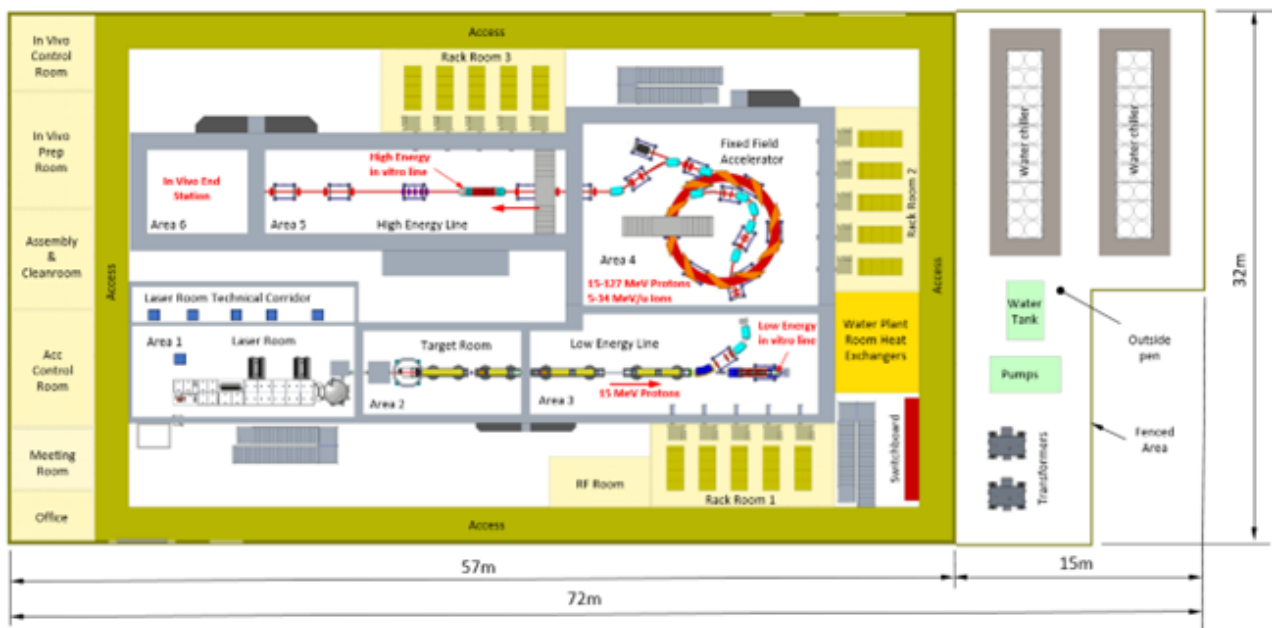 In Vivo
Control
Room
In Vivo
Prep
Room
Assembly
&
Cleanroom
Acc
Control
Room
Meeting
Room
Office
Access
Access
Access
Access
Rack Room 3
In Vivo End
Station
Area 6
High Energy
in vitro line
Area 5
High Energy Line
Fixed Field
Accelerator
Area 4
15-127 MeV Protons
5-34 MeV/u Ions
Rack Room 2
Laser Room Technical Corridor
Area 1
Laser Room
Target Room
Area 2
Low Energy Line
Low Energy
in vitro line
Area 3
15 MeV Protons
Water Plant
Room Heat
Exchangers
RF Room
Rack Room 1
Switchboard
Water chiller
Water chiller
Water
Tank
Pumps
Transformers
Outside
pen
Fenced
Area
32m
57m
15m
72m